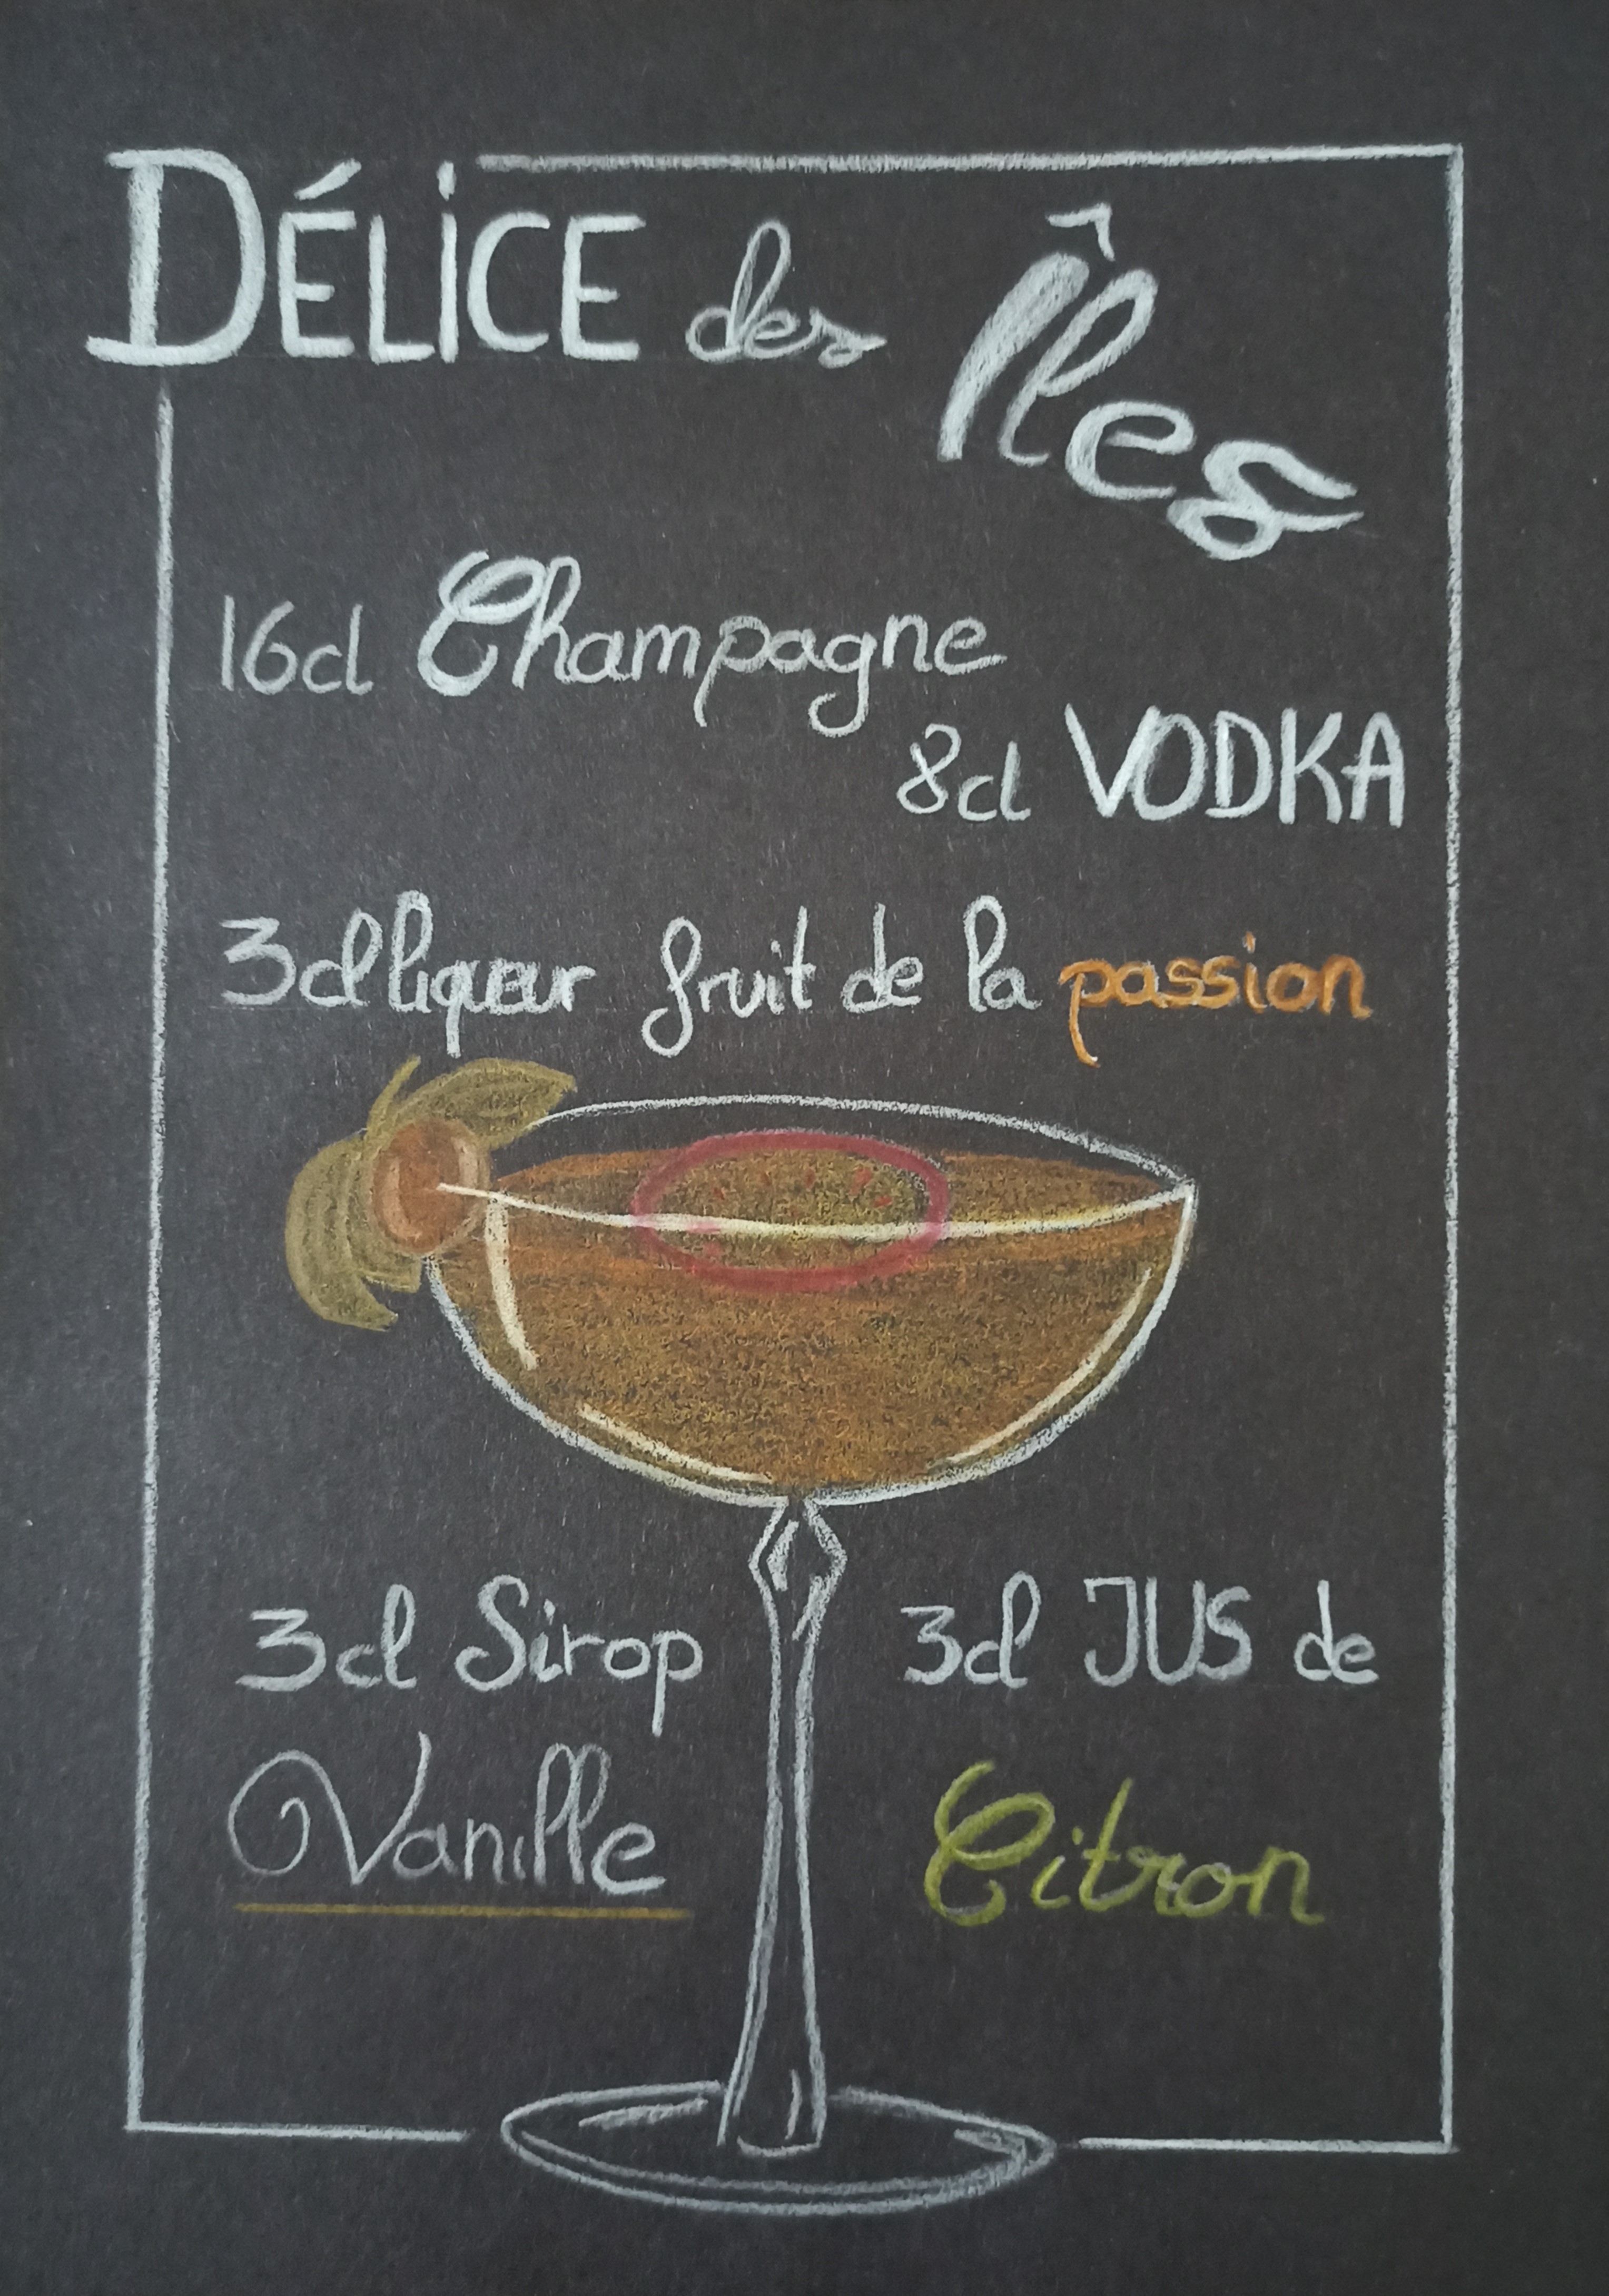 DÉLiCE des Îles
16cl Champagne
8cl VODKA
3cl liqueur fruit de la passion
3cl Sirop
Vanille
3cl JUS de
Citron